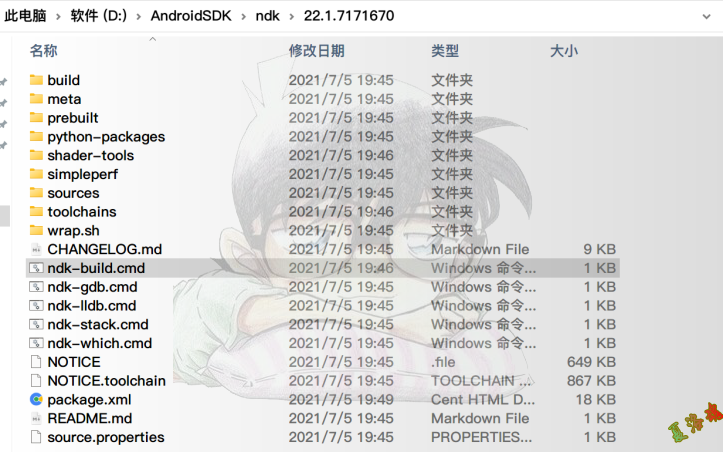 此电脑 › 软件 (D:) › AndroidSDK › ndk › 22.1.7171670
名称 修改日期 类型 大小
build 2021/7/5 19:45 文件夹
meta 2021/7/5 19:45 文件夹
prebuilt 2021/7/5 19:45 文件夹
python-packages 2021/7/5 19:45 文件夹
shader-tools 2021/7/5 19:46 文件夹
simpleperf 2021/7/5 19:45 文件夹
sources 2021/7/5 19:45 文件夹
toolchains 2021/7/5 19:46 文件夹
wrap.sh 2021/7/5 19:45 文件夹
CHANGELOG.md 2021/7/5 19:45 Markdown File 9 KB
ndk-build.cmd 2021/7/5 19:46 Windows 命令... 1 KB
ndk-gdb.cmd 2021/7/5 19:45 Windows 命令... 1 KB
ndk-lldb.cmd 2021/7/5 19:45 Windows 命令... 1 KB
ndk-stack.cmd 2021/7/5 19:45 Windows 命令... 1 KB
ndk-which.cmd 2021/7/5 19:45 Windows 命令... 1 KB
NOTICE 2021/7/5 19:45 .file 649 KB
NOTICE.toolchain 2021/7/5 19:45 TOOLCHAIN ... 867 KB
package.xml 2021/7/5 19:49 Cent HTML D... 18 KB
README.md 2021/7/5 19:45 Markdown File 1 KB
source.properties 2021/7/5 19:45 PROPERTIES... 1 KB